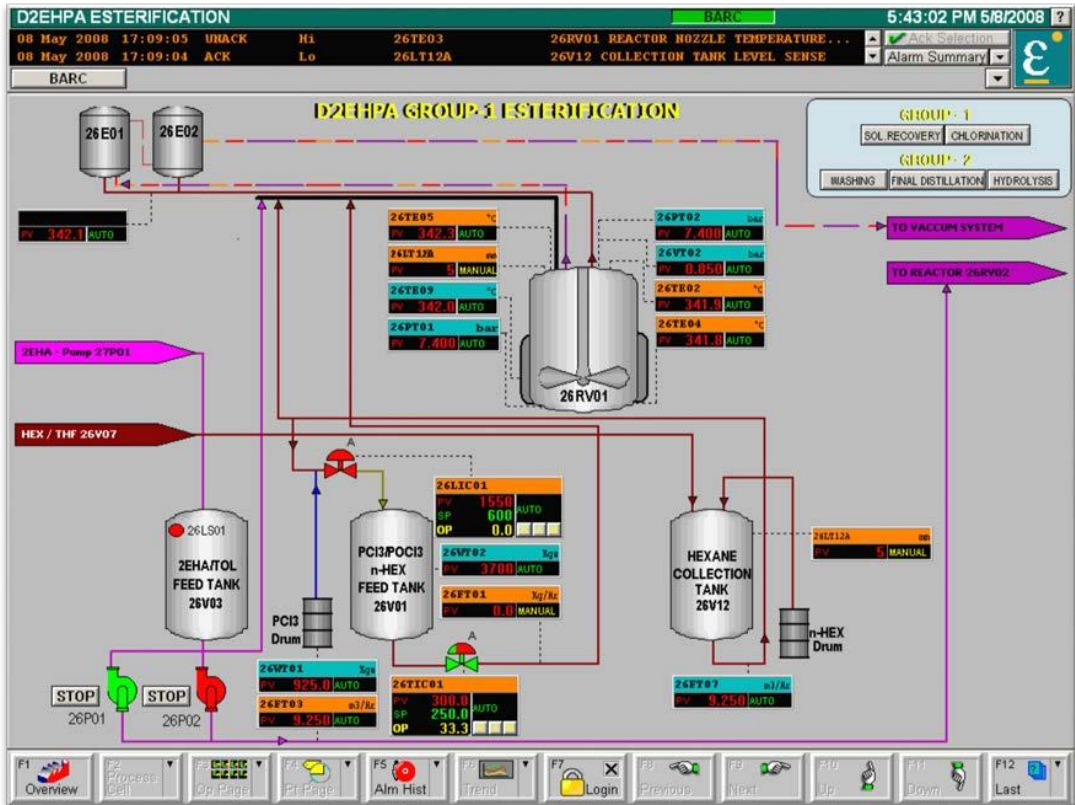 D2EHPA ESTERIFICATION BARC 5:43:02 PM 5/8/2008 ?
08 May 2008 17:09:05 UNACK Hi 26TE03 26RV01 REACTOR NOZZLE TEMPERATURE...
08 May 2008 17:09:04 ACK Lo 26LT12A 26V12 COLLECTION TANK LEVEL SENSE
Ack Selection
Alarm Summary
BARC
D2EHPA GROUP-1 ESTERIFICATION
GROUP - 1
SOL.RECOVERY CHLORINATION
GROUP - 2
WASHING FINAL DISTILLATION HYDROLYSIS
26E01 26E02
PV 342.1 AUTO
26TE05 °C
PV 342.3 AUTO
26LT12A mm
PV 5 MANUAL
26TE09 °C
PV 342.0 AUTO
26PT01 bar
PV 7.400 AUTO
26PT02 bar
PV 7.400 AUTO
26VT02 bar
PV 0.850 AUTO
26TE02 °C
PV 341.9 AUTO
26TE04 °C
PV 341.8 AUTO
26RV01
TO VACCUM SYSTEM
TO REACTOR 26RV02
2EHA - Pump 27P01
HEX / THF 26V07
A
26LIC01
PV 1550
SP 600 AUTO
OP 0.0
26WT02 Kgs
PV 3700 AUTO
26FT01 Kg/Hr
PV 0.0 MANUAL
26LS01
2EHA/TOL
FEED TANK
26V03
PCl3
Drum
PCl3/POCl3
n-HEX
FEED TANK
26V01
HEXANE
COLLECTION
TANK
26V12
26LT12A mm
PV 5 MANUAL
n-HEX
Drum
A
STOP 26P01
STOP 26P02
26WT01 Kgs
PV 925.0 AUTO
26FT03 m3/Hr
PV 9.250 AUTO
26TIC01
PV 300.0
SP 250.0 AUTO
OP 33.3
26FT07 m3/Hr
PV 9.250 AUTO
F1 Overview
F2 Process Cell
F3 Op Page
F4 Pt Page
F5 Alm Hist
F6 Trend
F7 Login
F8 Previous
F9 Next
F10 Up
F11 Down
F12 Last